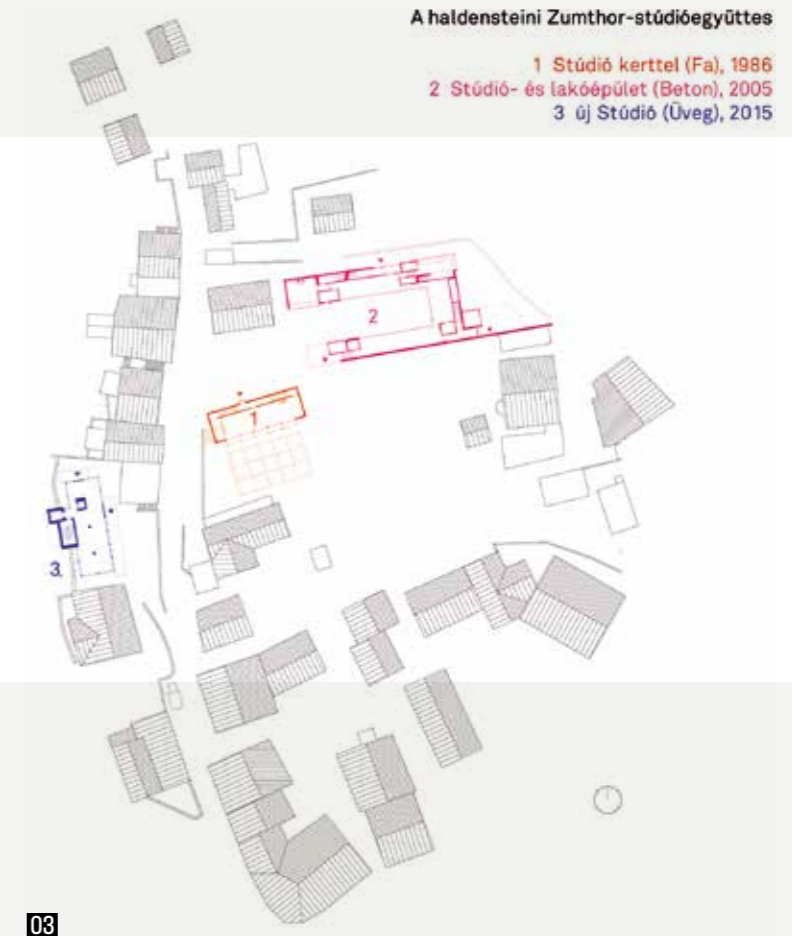 A haldensteini Zumthor-stúdióegyüttes
1 Stúdió kerttel (Fa), 1986
2 Stúdió- és lakóépület (Beton), 2005
3 új Stúdió (Üveg), 2015
2
1
3
03